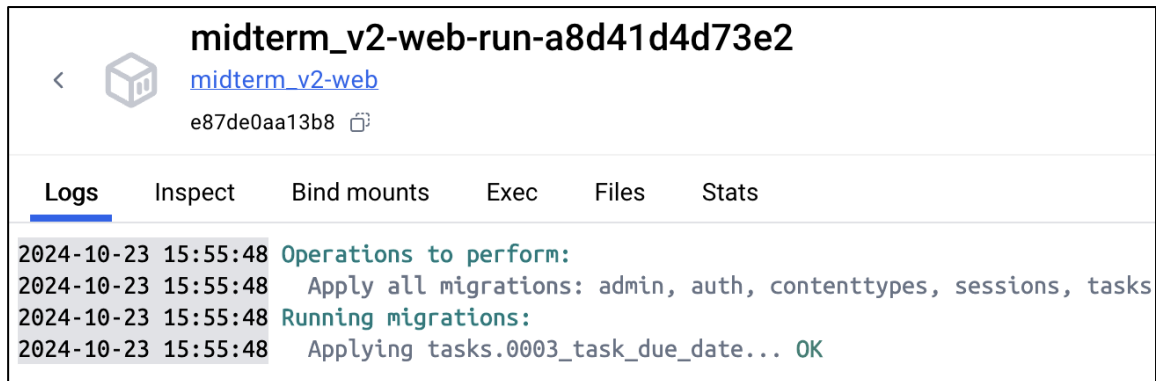 midterm_v2-web-run-a8d41d4d73e2
midterm_v2-web
e87de0aa13b8
Logs Inspect Bind mounts Exec Files Stats
2024-10-23 15:55:48 Operations to perform:
2024-10-23 15:55:48   Apply all migrations: admin, auth, contenttypes, sessions, tasks
2024-10-23 15:55:48 Running migrations:
2024-10-23 15:55:48   Applying tasks.0003_task_due_date... OK